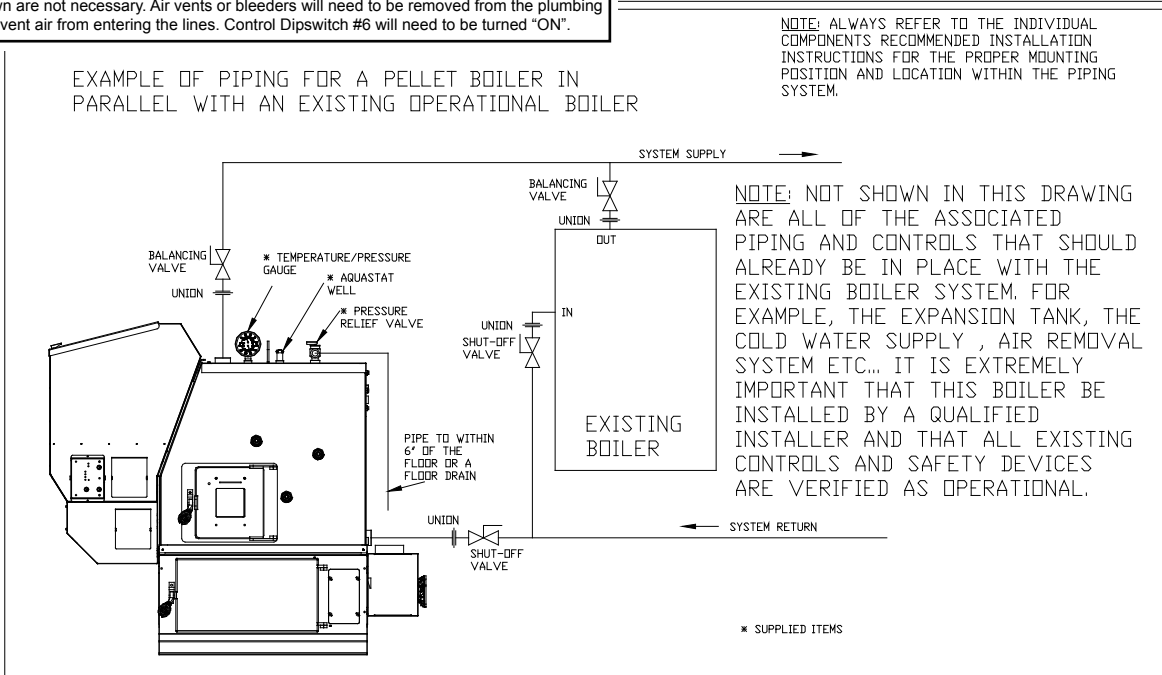 wn are not necessary. Air vents or bleeders will need to be removed from the plumbing
vent air from entering the lines. Control Dipswitch #6 will need to be turned “ON”.
NOTE: ALWAYS REFER TO THE INDIVIDUAL
COMPONENTS RECOMMENDED INSTALLATION
INSTRUCTIONS FOR THE PROPER MOUNTING
POSITION AND LOCATION WITHIN THE PIPING
SYSTEM.
EXAMPLE OF PIPING FOR A PELLET BOILER IN
PARALLEL WITH AN EXISTING OPERATIONAL BOILER
SYSTEM SUPPLY
BALANCING
VALVE
UNION
OUT
BALANCING
VALVE
UNION
* TEMPERATURE/PRESSURE
GAUGE
* AQUASTAT
WELL
* PRESSURE
RELIEF VALVE
IN
UNION
SHUT-OFF
VALVE
EXISTING
BOILER
PIPE TO WITHIN
6" OF THE
FLOOR OR A
FLOOR DRAIN
UNION
SHUT-OFF
VALVE
SYSTEM RETURN
NOTE: NOT SHOWN IN THIS DRAWING
ARE ALL OF THE ASSOCIATED
PIPING AND CONTROLS THAT SHOULD
ALREADY BE IN PLACE WITH THE
EXISTING BOILER SYSTEM. FOR
EXAMPLE, THE EXPANSION TANK, THE
COLD WATER SUPPLY , AIR REMOVAL
SYSTEM ETC... IT IS EXTREMELY
IMPORTANT THAT THIS BOILER BE
INSTALLED BY A QUALIFIED
INSTALLER AND THAT ALL EXISTING
CONTROLS AND SAFETY DEVICES
ARE VERIFIED AS OPERATIONAL.
* SUPPLIED ITEMS